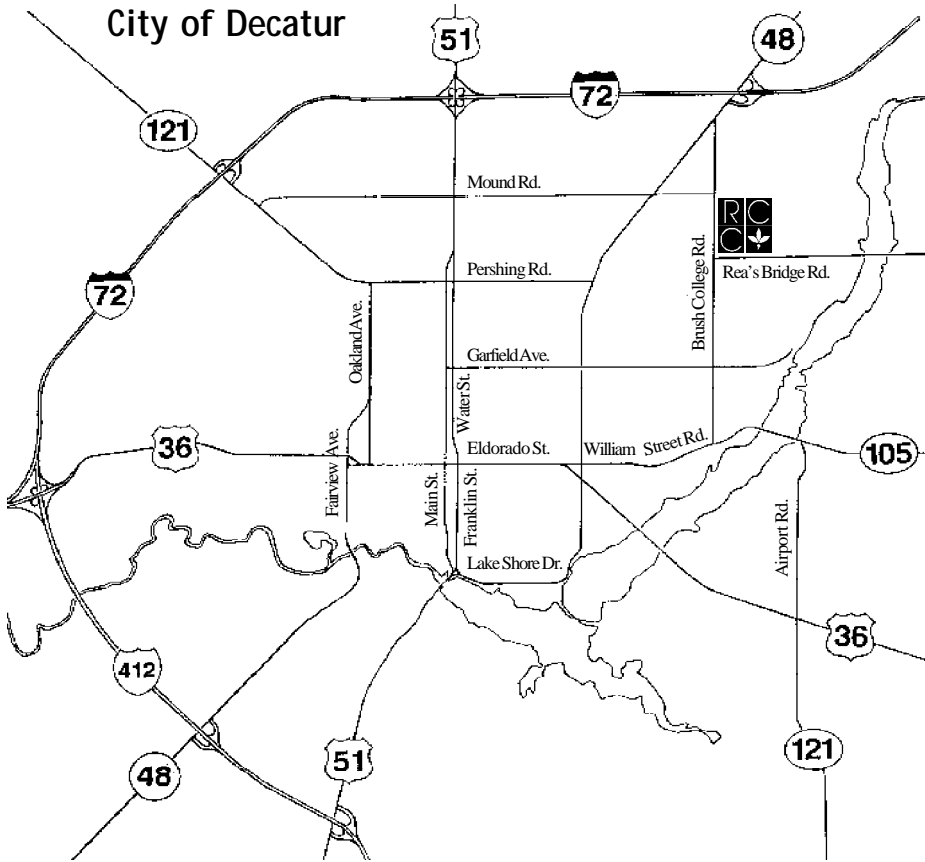 City of Decatur
51
48
72
121
Mound Rd.
R C
C
Pershing Rd.
Rea's Bridge Rd.
72
Brush College Rd.
Oakland Ave.
Garfield Ave.
Water St.
36
Eldorado St.
William Street Rd.
105
Fairview Ave.
Main St.
Franklin St.
Airport Rd.
Lake Shore Dr.
36
412
51
121
48